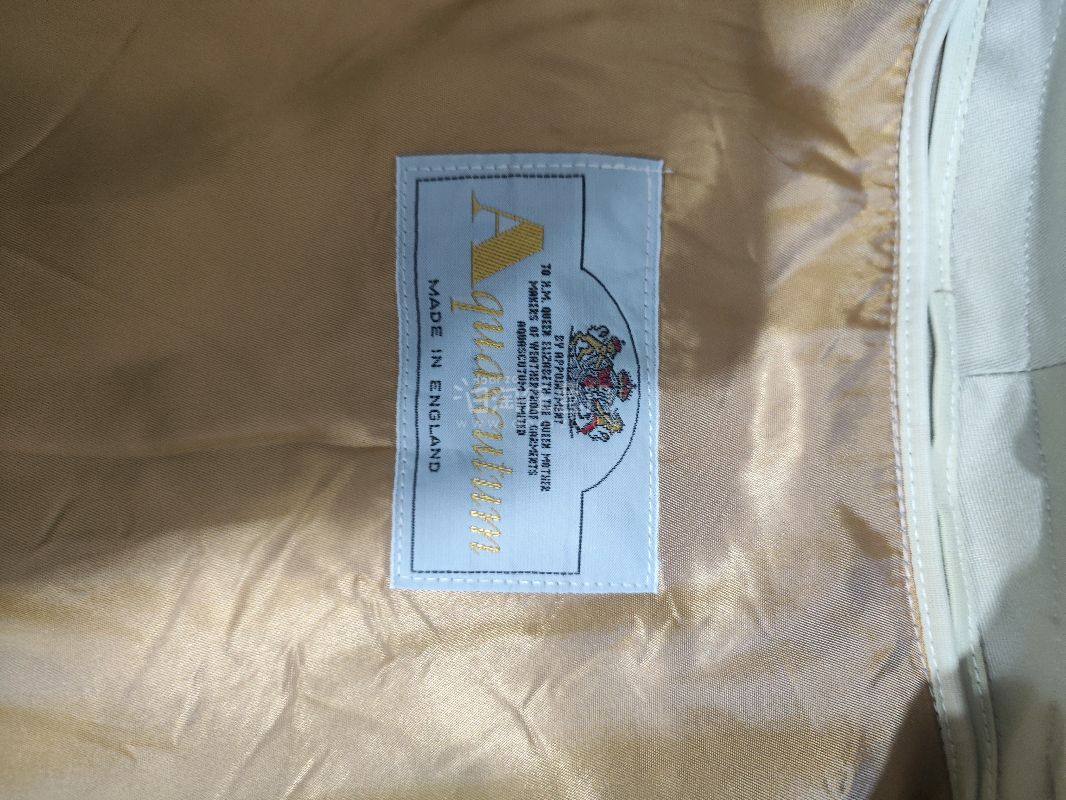 BY APPOINTMENT
TO H.M. QUEEN ELIZABETH THE QUEEN MOTHER
MAKERS OF WEATHERPROOF GARMENTS
AQUASCUTUM LIMITED
Aquascutum
MADE IN ENGLAND